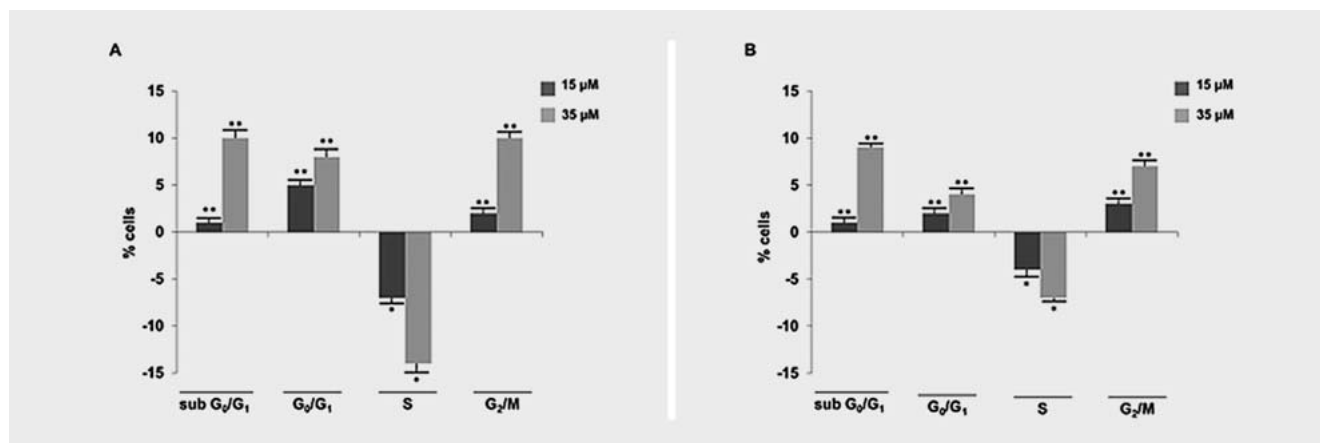 A
15 µM
35 µM
15
10
5
0
-5
-10
-15
% cells
•• •• •• •• • • •• ••
sub G₀/G₁ G₀/G₁ S G₂/M
B
15 µM
35 µM
15
10
5
0
-5
-10
-15
% cells
•• •• •• •• • • •• ••
sub G₀/G₁ G₀/G₁ S G₂/M